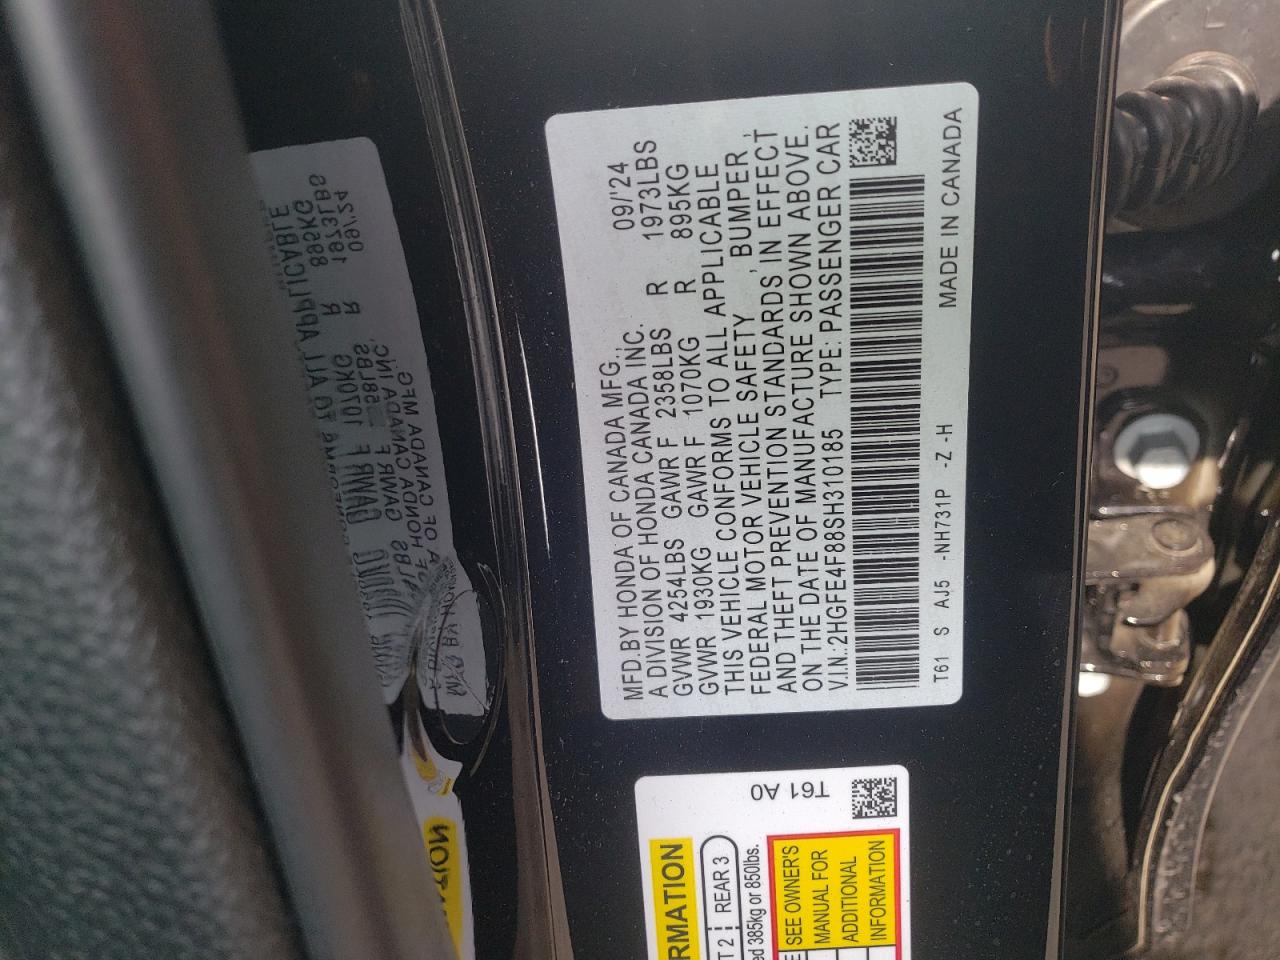 MFD.BY HONDA OF CANADA MFG., 09/'24
A DIVISION OF HONDA CANADA INC.
GVWR 4254LBS GAWR F 2358LBS R 1973LBS
GVWR 1930KG GAWR F 1070KG R 895KG
THIS VEHICLE CONFORMS TO ALL APPLICABLE
FEDERAL MOTOR VEHICLE SAFETY , BUMPER,
AND THEFT PREVENTION STANDARDS IN EFFECT
ON THE DATE OF MANUFACTURE SHOWN ABOVE.
V.I.N.:2HGFE4F88SH310185 TYPE: PASSENGER CAR
T61 S AJ5 -NH731P -Z -H MADE IN CANADA
T61 A0
RMATION
T 2 REAR 3
ed 385kg or 850lbs.
SEE OWNER'S
MANUAL FOR
ADDITIONAL
INFORMATION